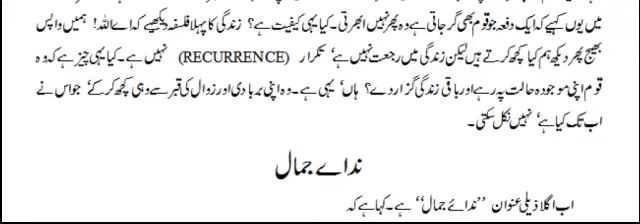 میں یوں کہیے کہ ایک دفعہ جو قوم بھی گر جاتی ہے وہ پھر نہیں ابھرتی۔ کیا یہی کیفیت ہے؟ زندگی کا پہلا فلسفہ دیکھیے کہ اے اللہ! ہمیں واپس
بھیج پھر دیکھ ہم کیا کچھ کرتے ہیں لیکن زندگی میں رجعت نہیں ہے، تکرار (RECURRENCE) نہیں ہے۔ کیا یہی چیز ہے کہ وہ
قوم اپنی موجودہ حالت پہ رہے اور باقی زندگی گزار دے؟ ہاں، یہی ہے۔ وہ اپنی بربادی اور زوال کی قبر سے وہی کچھ کر کے، جو اس نے
اب تک کیا ہے، نہیں نکل سکتی۔
ندائے جمال
اب اگلا ذیلی عنوان ”ندائے جمال“ ہے۔ کہا ہے کہ